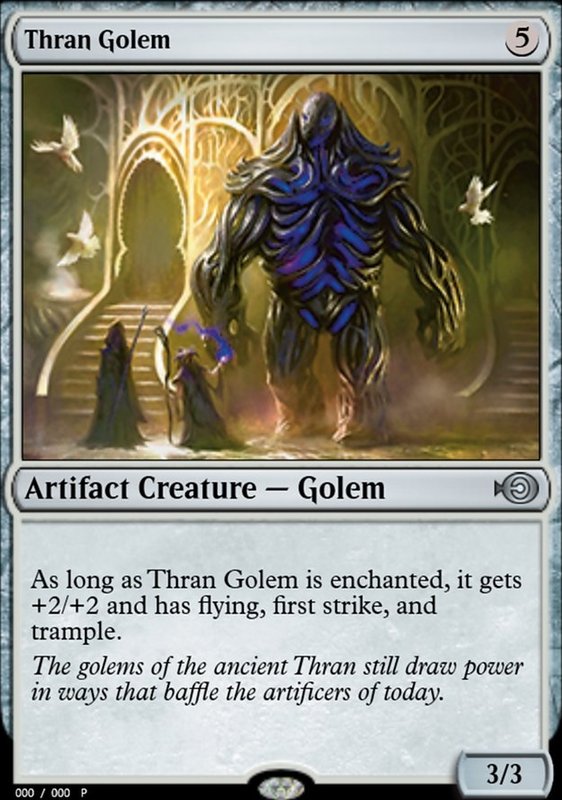 Thran Golem 5
Artifact Creature — Golem
As long as Thran Golem is enchanted, it gets
+2/+2 and has flying, first strike, and
trample.
The golems of the ancient Thran still draw power
in ways that baffle the artificers of today.
3/3
000 / 000 P